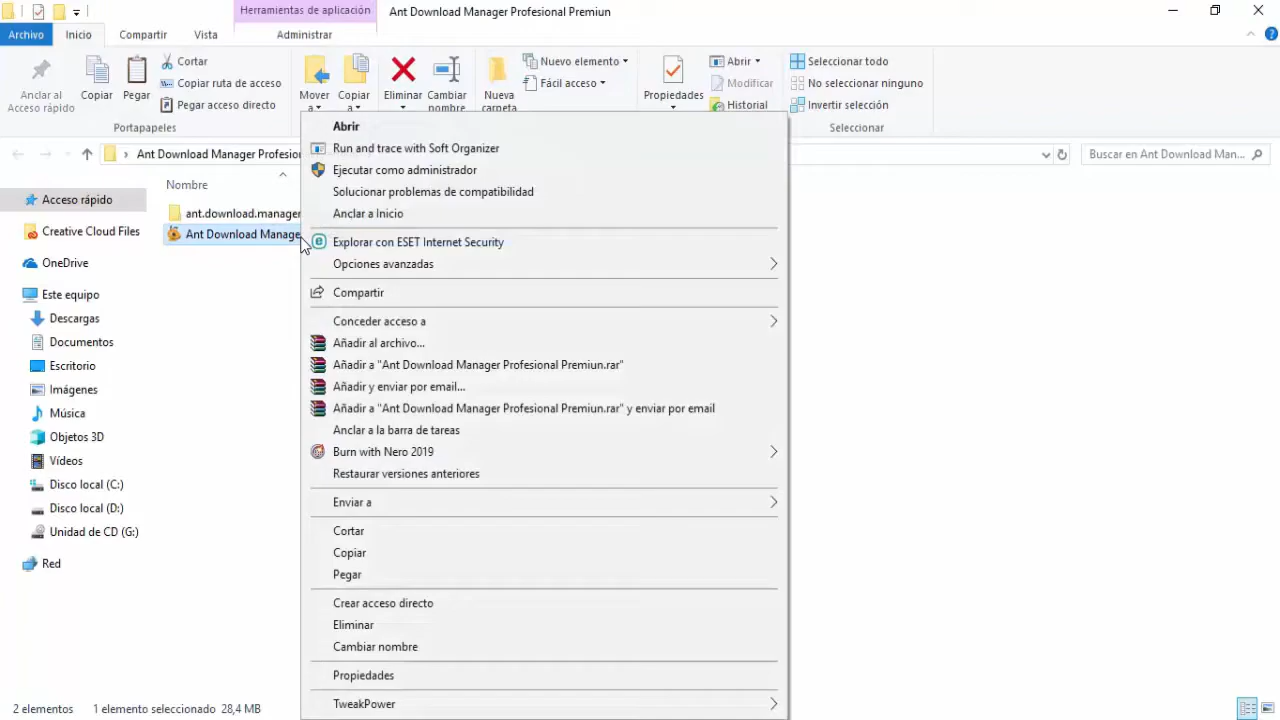 Herramientas de aplicación
Ant Download Manager Profesional Premiun
Archivo
Inicio
Compartir
Vista
Administrar
Anclar al
Acceso rápido
Copiar
Pegar
Cortar
Copiar ruta de acceso
Pegar acceso directo
Portapapeles
Mover
a
Copiar
a
Eliminar
Cambiar
nombre
Nueva
carpeta
Nuevo elemento
Fácil acceso
Propiedades
Abrir
Modificar
Historial
Seleccionar todo
No seleccionar ninguno
Invertir selección
Seleccionar
Ant Download Manager Profesion
Buscar en Ant Download Man...
Acceso rápido
Creative Cloud Files
OneDrive
Este equipo
Descargas
Documentos
Escritorio
Imágenes
Música
Objetos 3D
Vídeos
Disco local (C:)
Disco local (D:)
Unidad de CD (G:)
Red
Nombre
ant.download.manager
Ant Download Manage
Abrir
Run and trace with Soft Organizer
Ejecutar como administrador
Solucionar problemas de compatibilidad
Anclar a Inicio
Explorar con ESET Internet Security
Opciones avanzadas
Compartir
Conceder acceso a
Añadir al archivo...
Añadir a "Ant Download Manager Profesional Premiun.rar"
Añadir y enviar por email...
Añadir a "Ant Download Manager Profesional Premiun.rar" y enviar por email
Anclar a la barra de tareas
Burn with Nero 2019
Restaurar versiones anteriores
Enviar a
Cortar
Copiar
Pegar
Crear acceso directo
Eliminar
Cambiar nombre
Propiedades
TweakPower
2 elementos
1 elemento seleccionado 28,4 MB